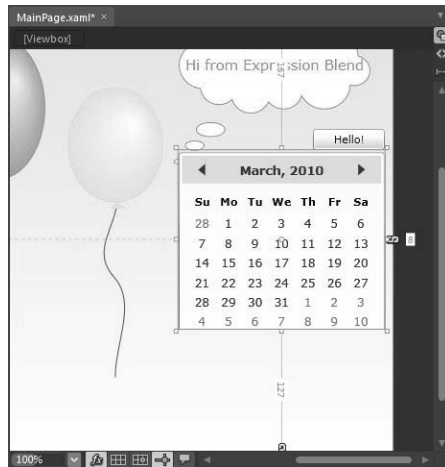 MainPage.xaml* ×
[Viewbox]
Hi from Expression Blend
167
Hello!
March, 2010
Su Mo Tu We Th Fr Sa
28 1 2 3 4 5 6
7 8 9 10 11 12 13
8
14 15 16 17 18 19 20
21 22 23 24 25 26 27
28 29 30 31 1 2 3
4 5 6 7 8 9 10
127
100%
fx